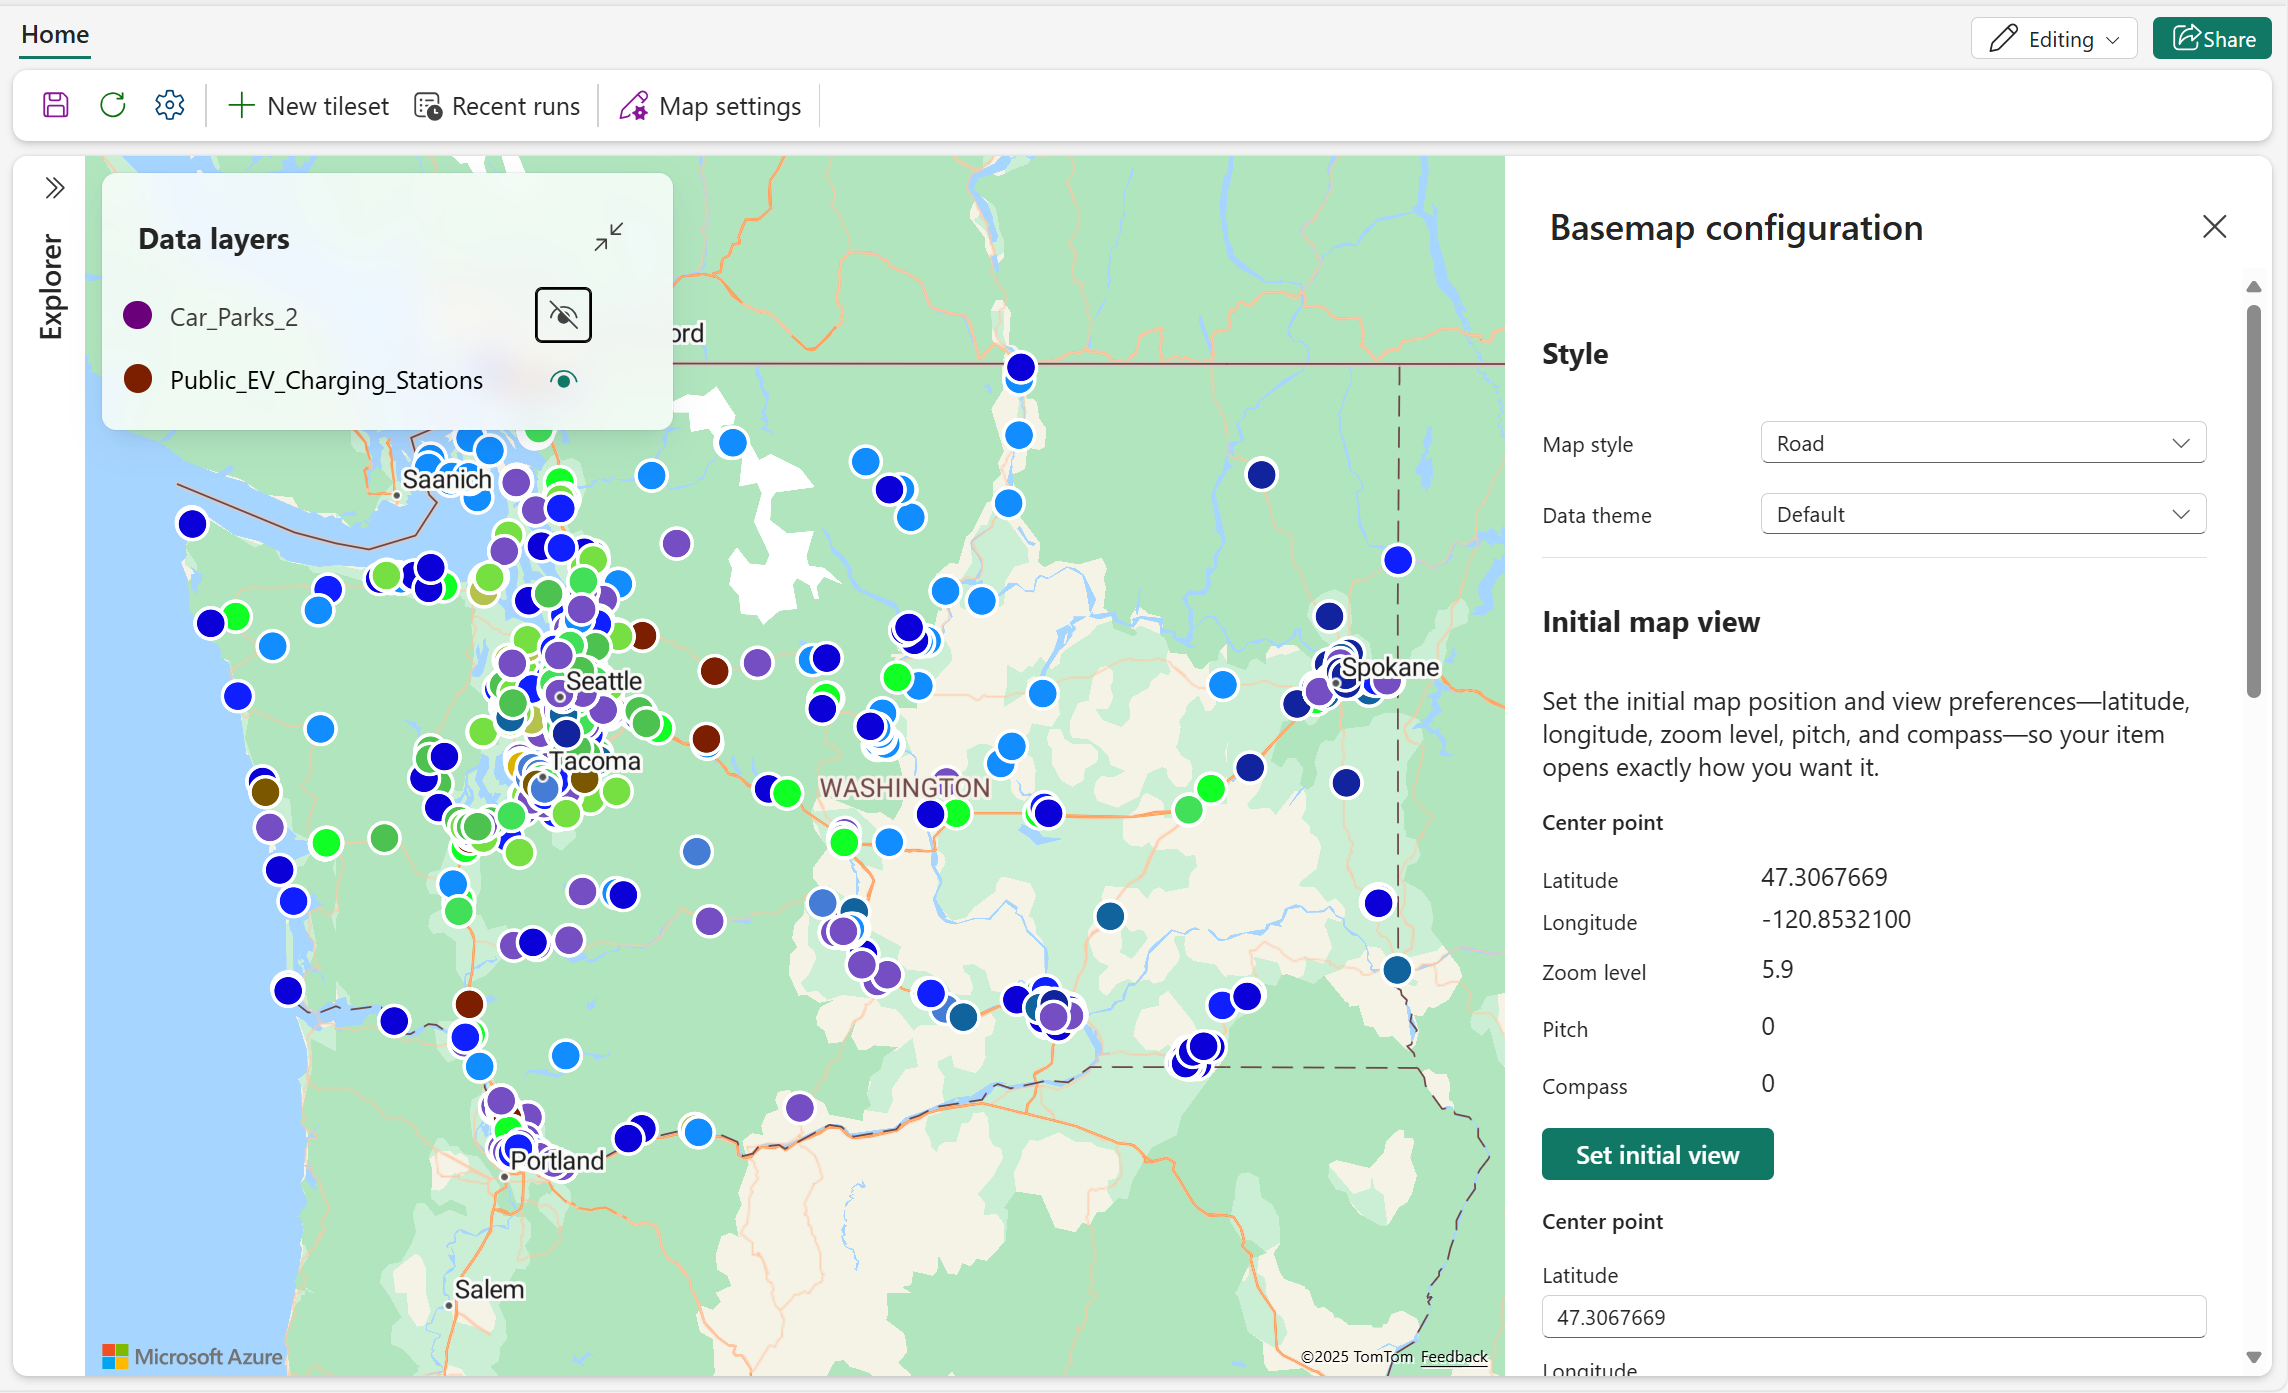 Home
Editing
Share
New tileset
Recent runs
Map settings
Explorer
Data layers
Car_Parks_2
Public_EV_Charging_Stations
ord
Saanich
Seattle
Tacoma
WASHINGTON
Spokane
Portland
Salem
Microsoft Azure
©2025 TomTom Feedback
Basemap configuration
Style
Map style
Road
Data theme
Default
Initial map view
Set the initial map position and view preferences—latitude,
longitude, zoom level, pitch, and compass—so your item
opens exactly how you want it.
Center point
Latitude
47.3067669
Longitude
-120.8532100
Zoom level
5.9
Pitch
0
Compass
0
Set initial view
Center point
Latitude
47.3067669
Longitude